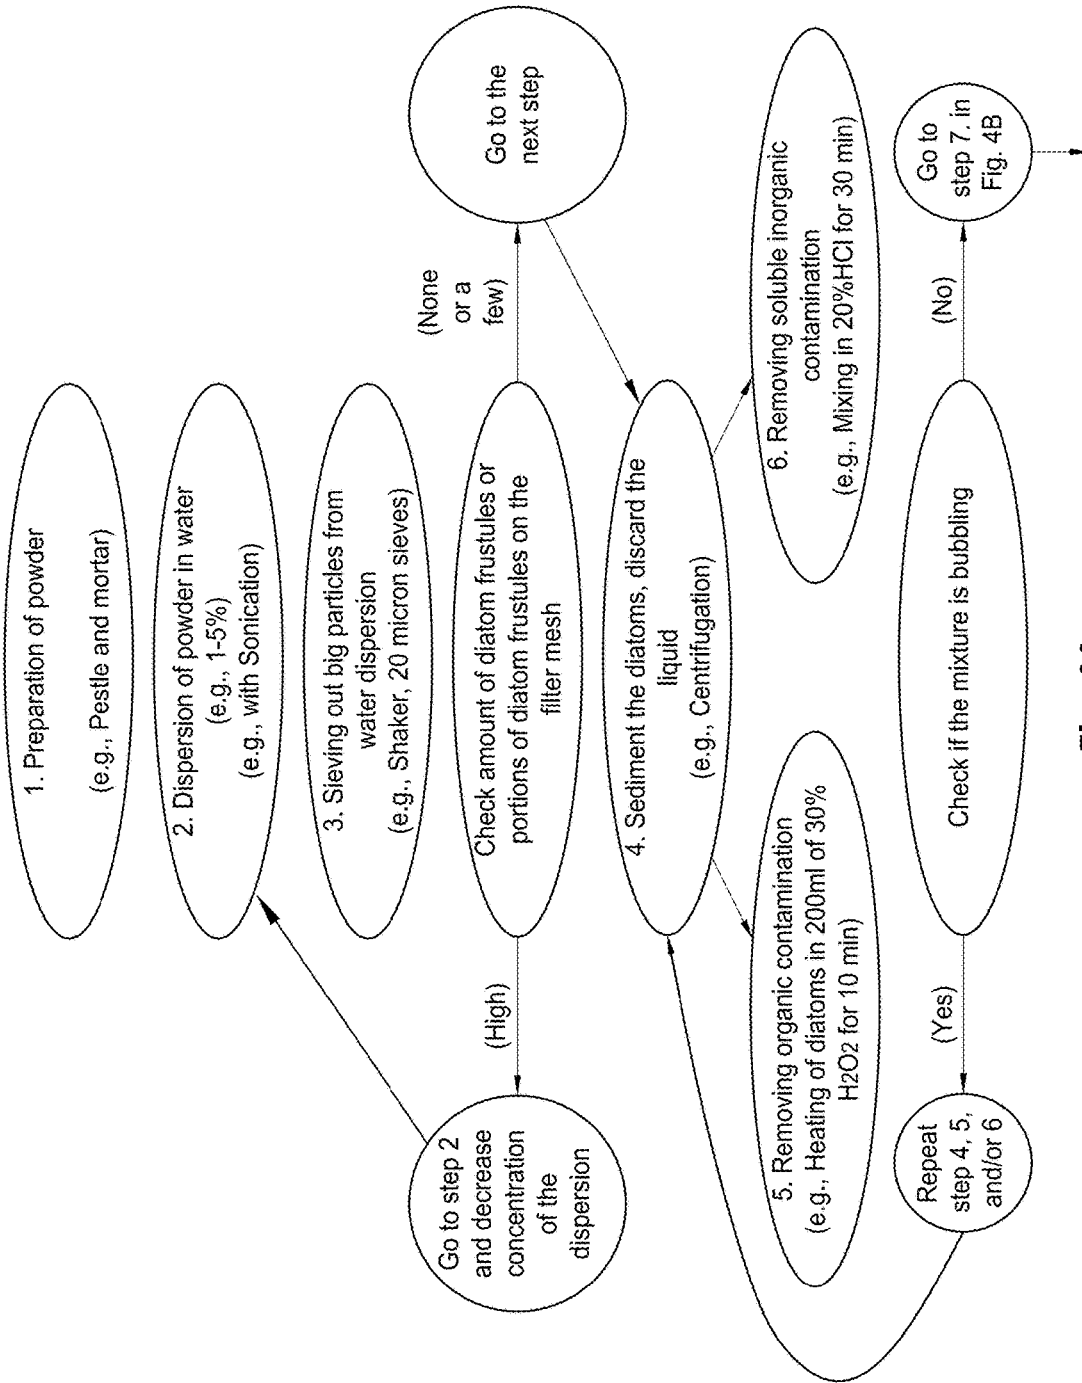 1. Preparation of powder
(e.g., Pestle and mortar)
2. Dispersion of powder in water
(e.g., 1-5%)
(e.g., with Sonication)
3. Sieving out big particles from
water dispersion
(e.g., Shaker, 20 micron sieves)
Go to step 2
and decrease
concentration
of the
dispersion
(High)
Check amount of diatom frustules or
portions of diatom frustules on the
filter mesh
(None
or a
few)
Go to the
next step
4. Sediment the diatoms, discard the
liquid
(e.g., Centrifugation)
5. Removing organic contamination
(e.g., Heating of diatoms in 200ml of 30%
H2O2 for 10 min)
6. Removing soluble inorganic
contamination
(e.g., Mixing in 20%HCl for 30 min)
Repeat
step 4, 5,
and/or 6
(Yes)
Check if the mixture is bubbling
(No)
Go to
step 7. in
Fig. 4B